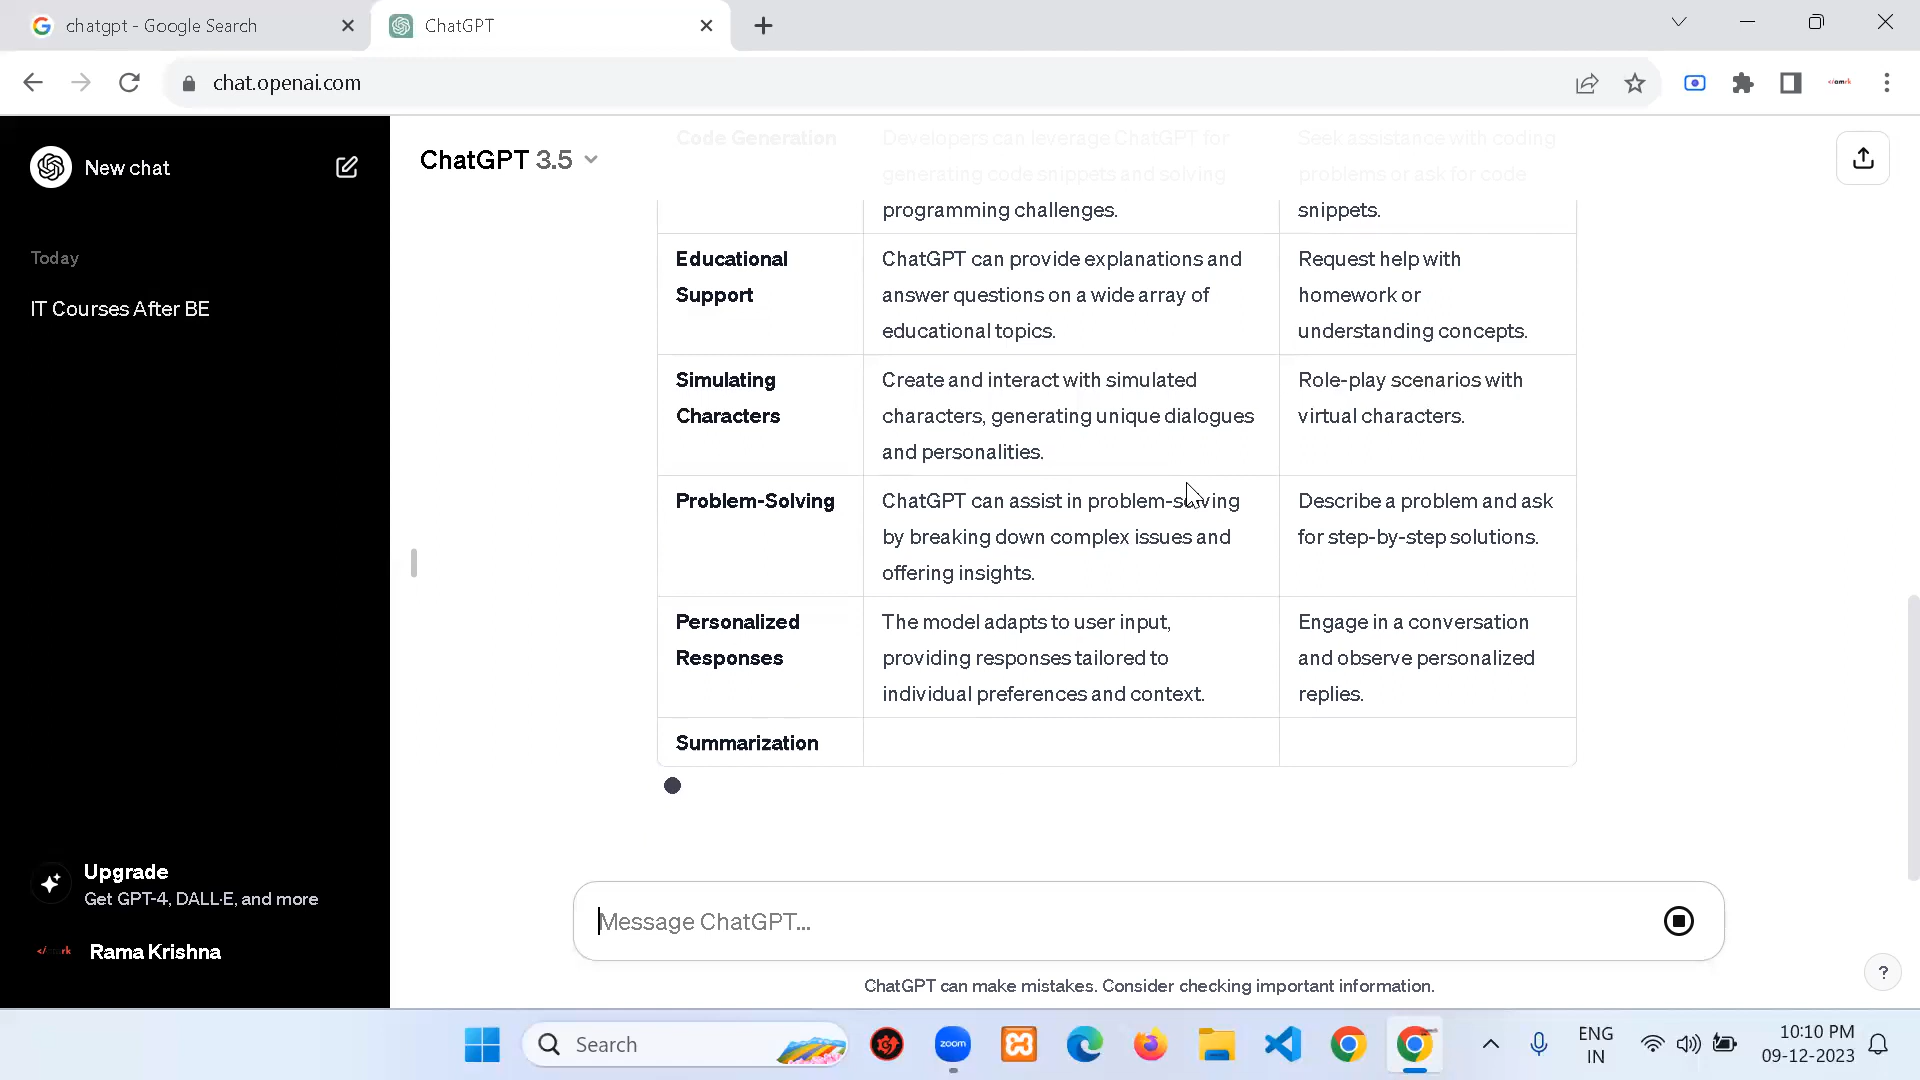 chatgpt - Google Search
ChatGPT
chat.openai.com
New chat
Today
IT Courses After BE
Upgrade
Get GPT-4, DALL·E, and more
Rama Krishna
ChatGPT 3.5
Code Generation
Developers can leverage ChatGPT for
generating code snippets and solving
programming challenges.
Seek assistance with coding
problems or ask for code
snippets.
Educational
Support
ChatGPT can provide explanations and
answer questions on a wide array of
educational topics.
Request help with
homework or
understanding concepts.
Simulating
Characters
Create and interact with simulated
characters, generating unique dialogues
and personalities.
Role-play scenarios with
virtual characters.
Problem-Solving
ChatGPT can assist in problem-solving
by breaking down complex issues and
offering insights.
Describe a problem and ask
for step-by-step solutions.
Personalized
Responses
The model adapts to user input,
providing responses tailored to
individual preferences and context.
Engage in a conversation
and observe personalized
replies.
Summarization
Message ChatGPT...
ChatGPT can make mistakes. Consider checking important information.
?
Search
zoom
ENG
IN
10:10 PM
09-12-2023